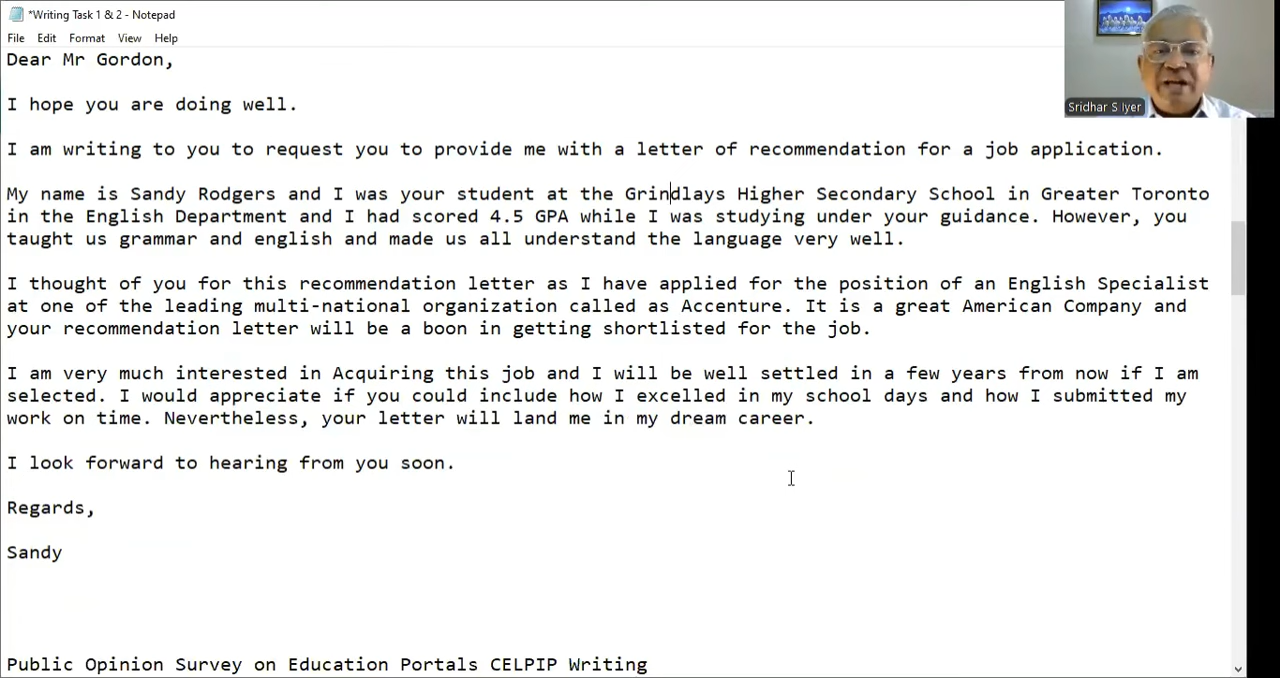 *Writing Task 1 & 2 - Notepad
File Edit Format View Help
Sridhar S Iyer
Dear Mr Gordon,
I hope you are doing well.
I am writing to you to request you to provide me with a letter of recommendation for a job application.
My name is Sandy Rodgers and I was your student at the Grindlays Higher Secondary School in Greater Toronto
in the English Department and I had scored 4.5 GPA while I was studying under your guidance. However, you
taught us grammar and english and made us all understand the language very well.
I thought of you for this recommendation letter as I have applied for the position of an English Specialist
at one of the leading multi-national organization called as Accenture. It is a great American Company and
your recommendation letter will be a boon in getting shortlisted for the job.
I am very much interested in Acquiring this job and I will be well settled in a few years from now if I am
selected. I would appreciate if you could include how I excelled in my school days and how I submitted my
work on time. Nevertheless, your letter will land me in my dream career.
I look forward to hearing from you soon.
Regards,
Sandy
Public Opinion Survey on Education Portals CELPIP Writing